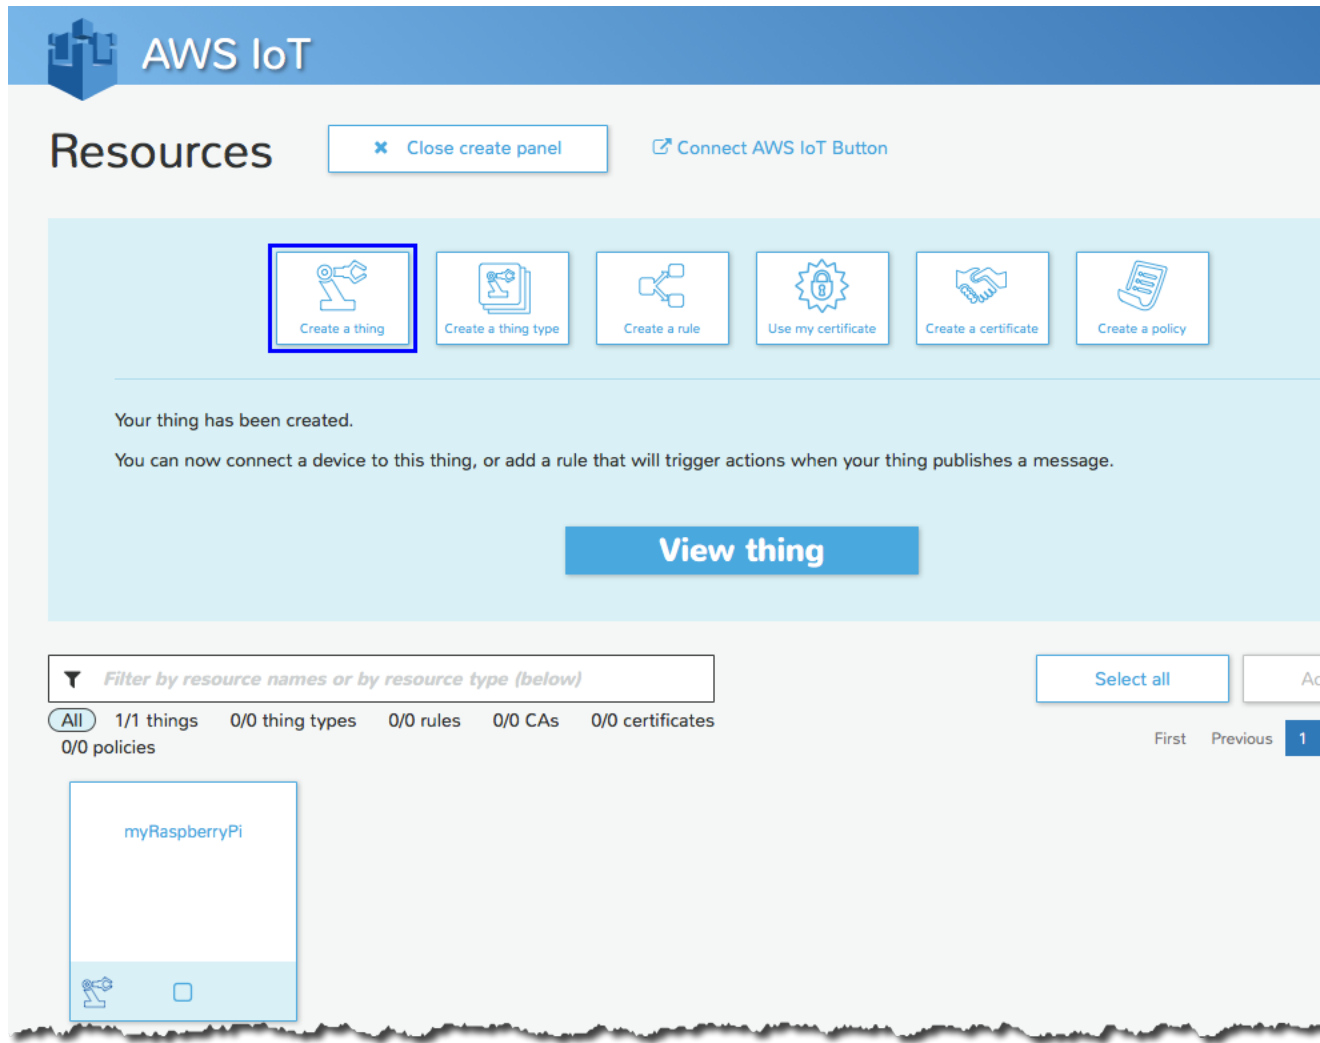 AWS IoT
Resources
Close create panel
Connect AWS IoT Button
Create a thing
Create a thing type
Create a rule
Use my certificate
Create a certificate
Create a policy
Your thing has been created.
You can now connect a device to this thing, or add a rule that will trigger actions when your thing publishes a message.
View thing
Filter by resource names or by resource type (below)
Select all
All 1/1 things 0/0 thing types 0/0 rules 0/0 CAs 0/0 certificates
0/0 policies
First Previous 1
myRaspberryPi